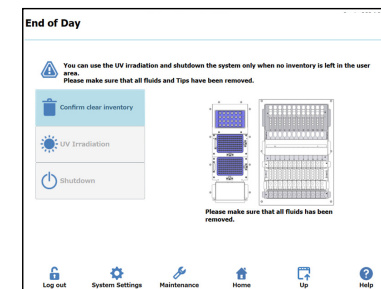 End of Day
You can use the UV irradiation and shutdown the system only when no inventory is left in the user
area.
Please make sure that all fluids and Tips have been removed.
Confirm clear inventory
UV Irradiation
Shutdown
Please make sure that all fluids has been
removed.
Log out
System Settings
Maintenance
Home
Up
Help